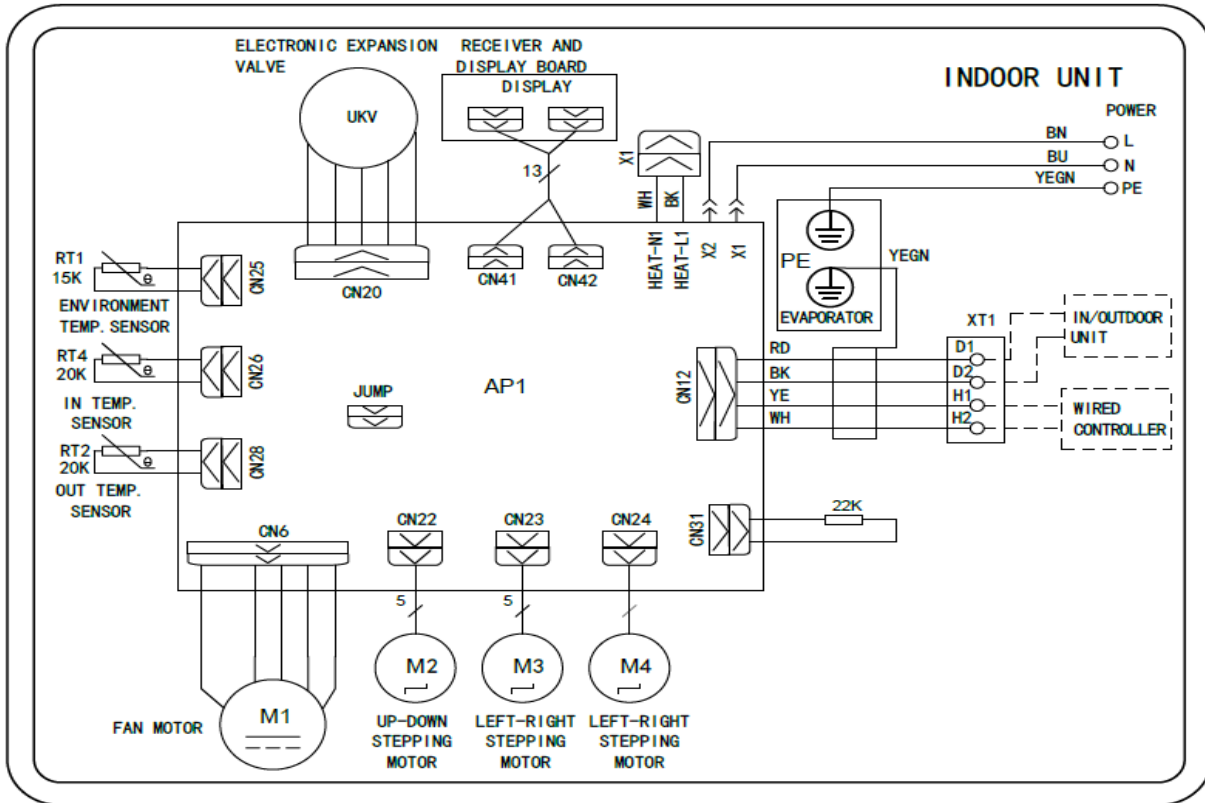 ELECTRONIC EXPANSION
VALVE
UKV
RECEIVER AND
DISPLAY BOARD
DISPLAY
INDOOR UNIT
POWER
BN
L
BU
N
YEGN
PE
13
X1
WH
BK
HEAT-N1
HEAT-L1
X2
X1
PE
YEGN
EVAPORATOR
RT1
15K
θ
CN25
ENVIRONMENT
TEMP. SENSOR
CN20
CN41
CN42
RT4
20K
θ
CN26
IN TEMP.
SENSOR
RT2
20K
θ
CN28
OUT TEMP.
SENSOR
JUMP
AP1
CN12
RD
BK
YE
WH
XT1
D1
D2
H1
H2
IN/OUTDOOR
UNIT
WIRED
CONTROLLER
CN31
22K
CN6
CN22
CN23
CN24
5
5
M1
FAN MOTOR
M2
UP-DOWN
STEPPING
MOTOR
M3
LEFT-RIGHT
STEPPING
MOTOR
M4
LEFT-RIGHT
STEPPING
MOTOR